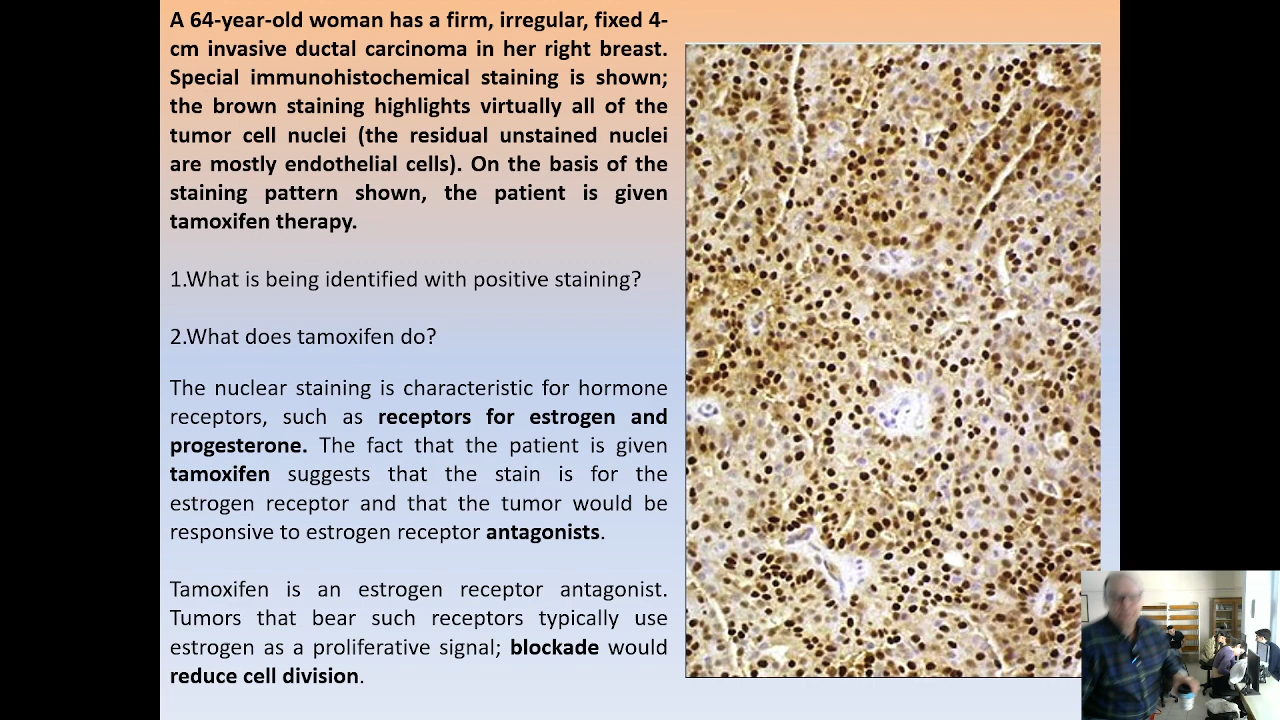 A 64-year-old woman has a firm, irregular, fixed 4-
cm invasive ductal carcinoma in her right breast.
Special immunohistochemical staining is shown;
the brown staining highlights virtually all of the
tumor cell nuclei (the residual unstained nuclei
are mostly endothelial cells). On the basis of the
staining pattern shown, the patient is given
tamoxifen therapy.
1.What is being identified with positive staining?
2.What does tamoxifen do?
The nuclear staining is characteristic for hormone
receptors, such as receptors for estrogen and
progesterone. The fact that the patient is given
tamoxifen suggests that the stain is for the
estrogen receptor and that the tumor would be
responsive to estrogen receptor antagonists.
Tamoxifen is an estrogen receptor antagonist.
Tumors that bear such receptors typically use
estrogen as a proliferative signal; blockade would
reduce cell division.